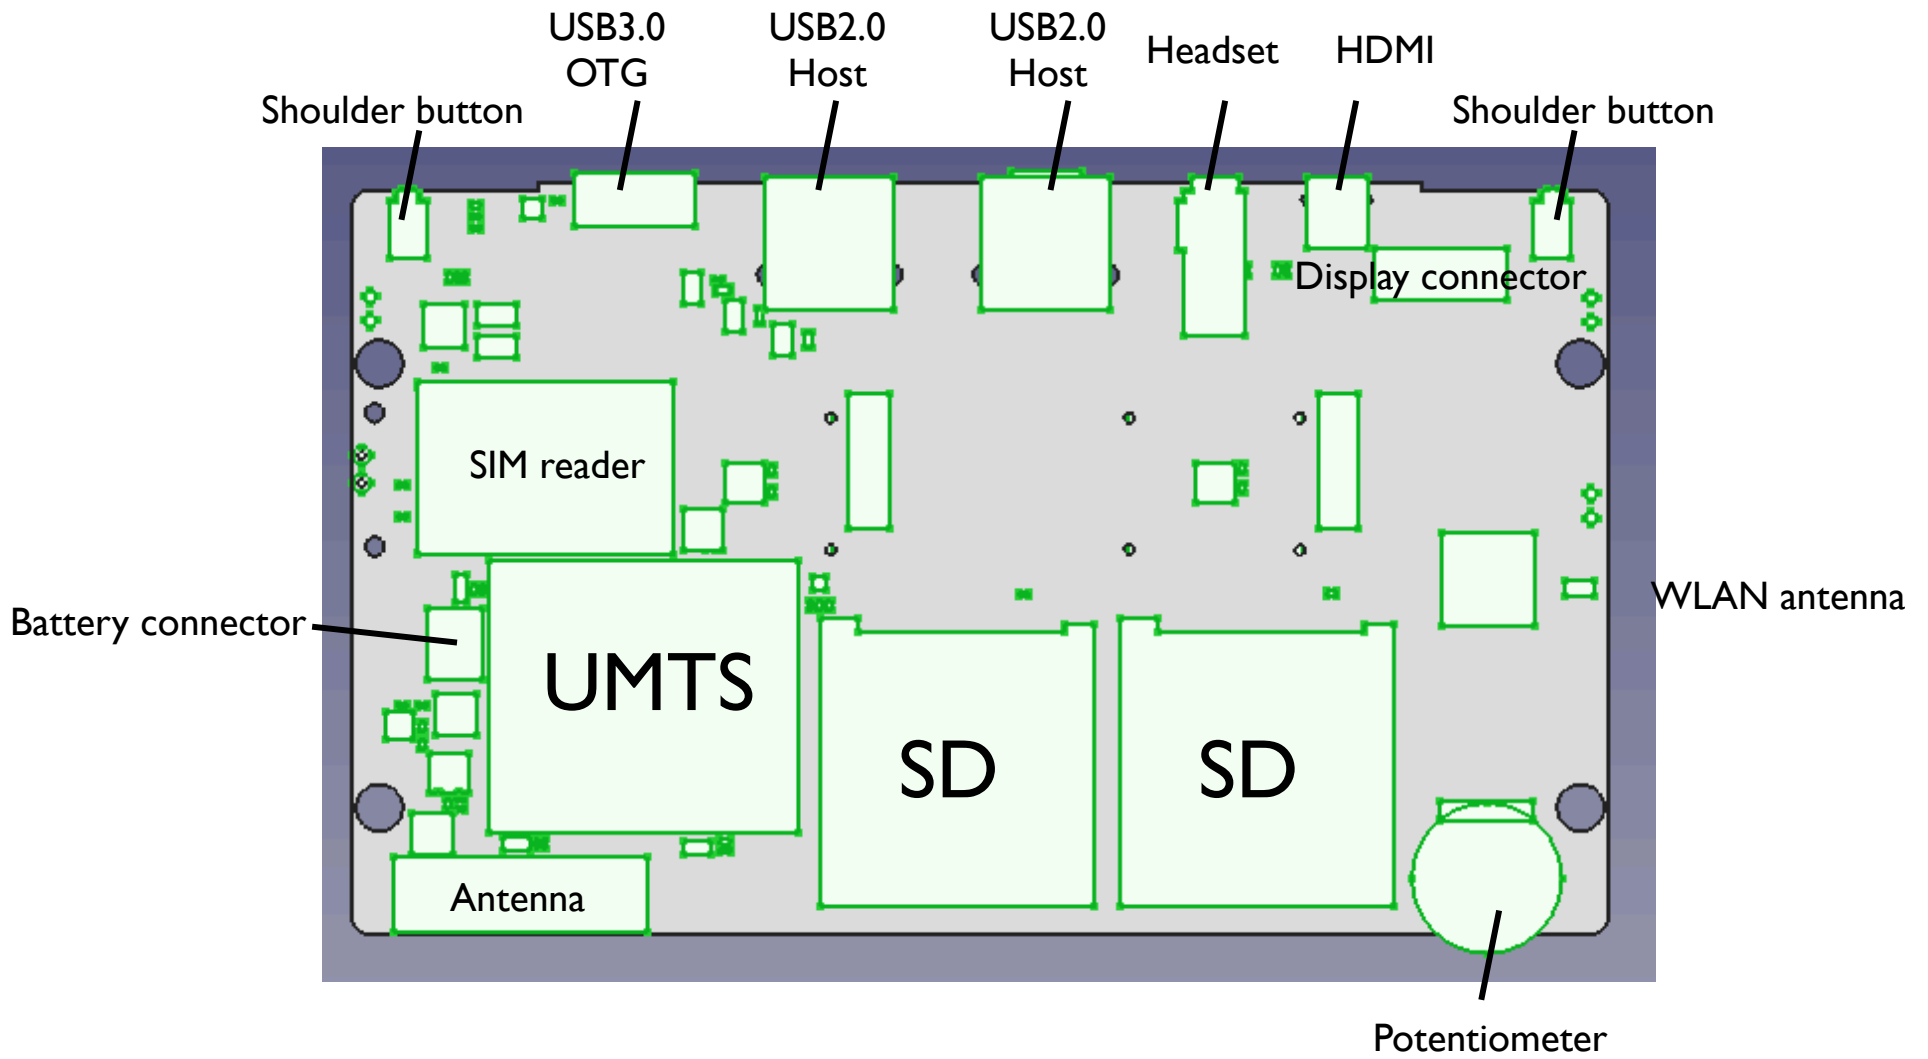 USB3.0
OTG
USB2.0
Host
USB2.0
Host
Headset
HDMI
Shoulder button
Shoulder button
Display connector
SIM reader
WLAN antenna
Battery connector
UMTS
SD
SD
Antenna
Potentiometer